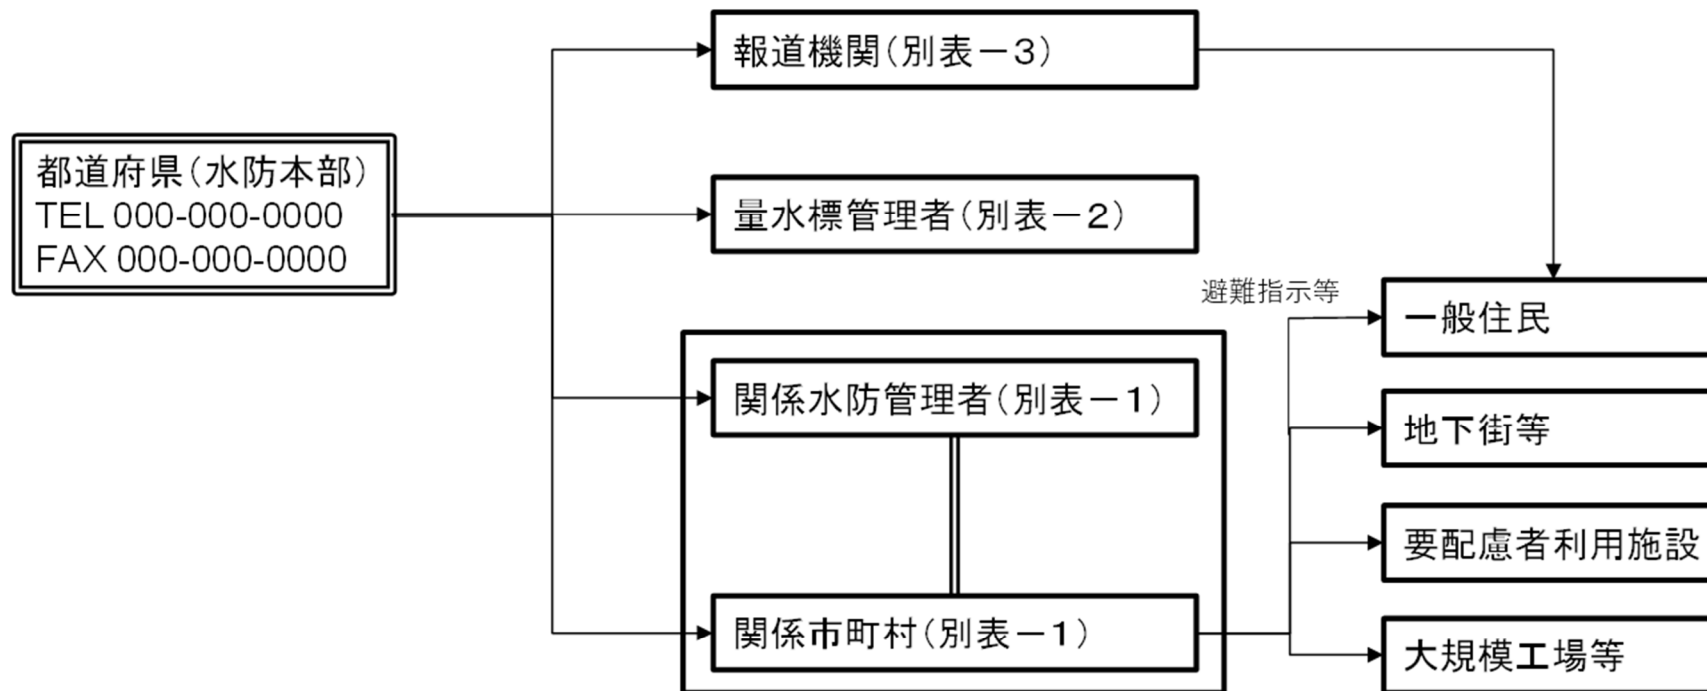 報道機関(別表－3)
都道府県(水防本部)
TEL 000-000-0000
FAX 000-000-0000
量水標管理者(別表－2)
避難指示等
一般住民
関係水防管理者(別表－1)
地下街等
要配慮者利用施設
関係市町村(別表－1)
大規模工場等